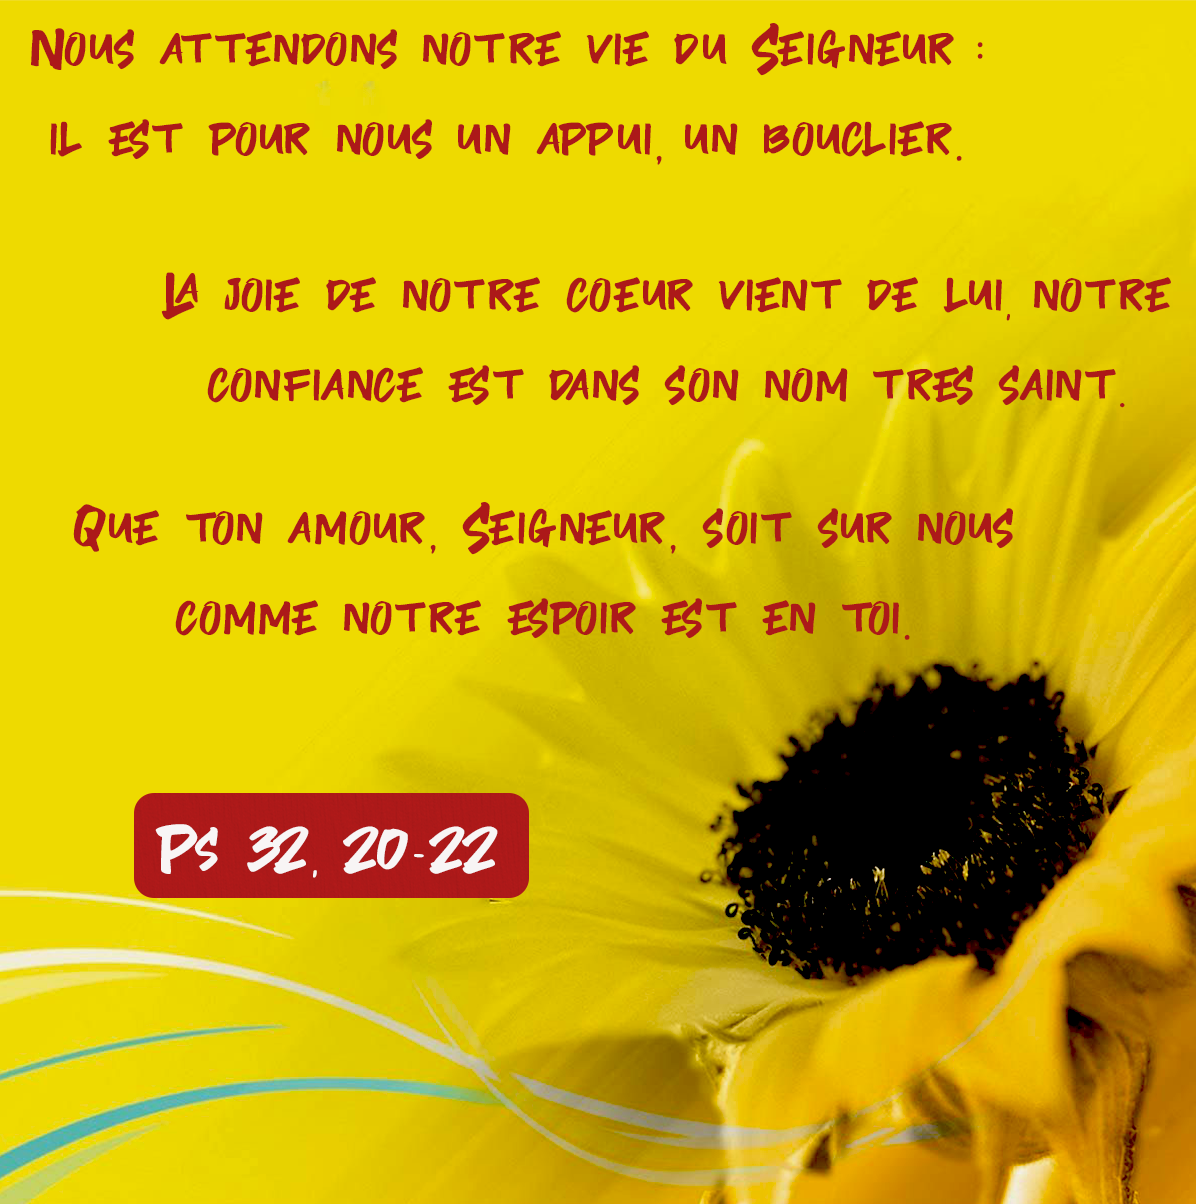 Nous attendons notre vie du Seigneur :
il est pour nous un appui, un bouclier.
La joie de notre coeur vient de lui, notre
confiance est dans son nom tres saint.
Que ton amour, Seigneur, soit sur nous
comme notre espoir est en toi.
Ps 32, 20-22